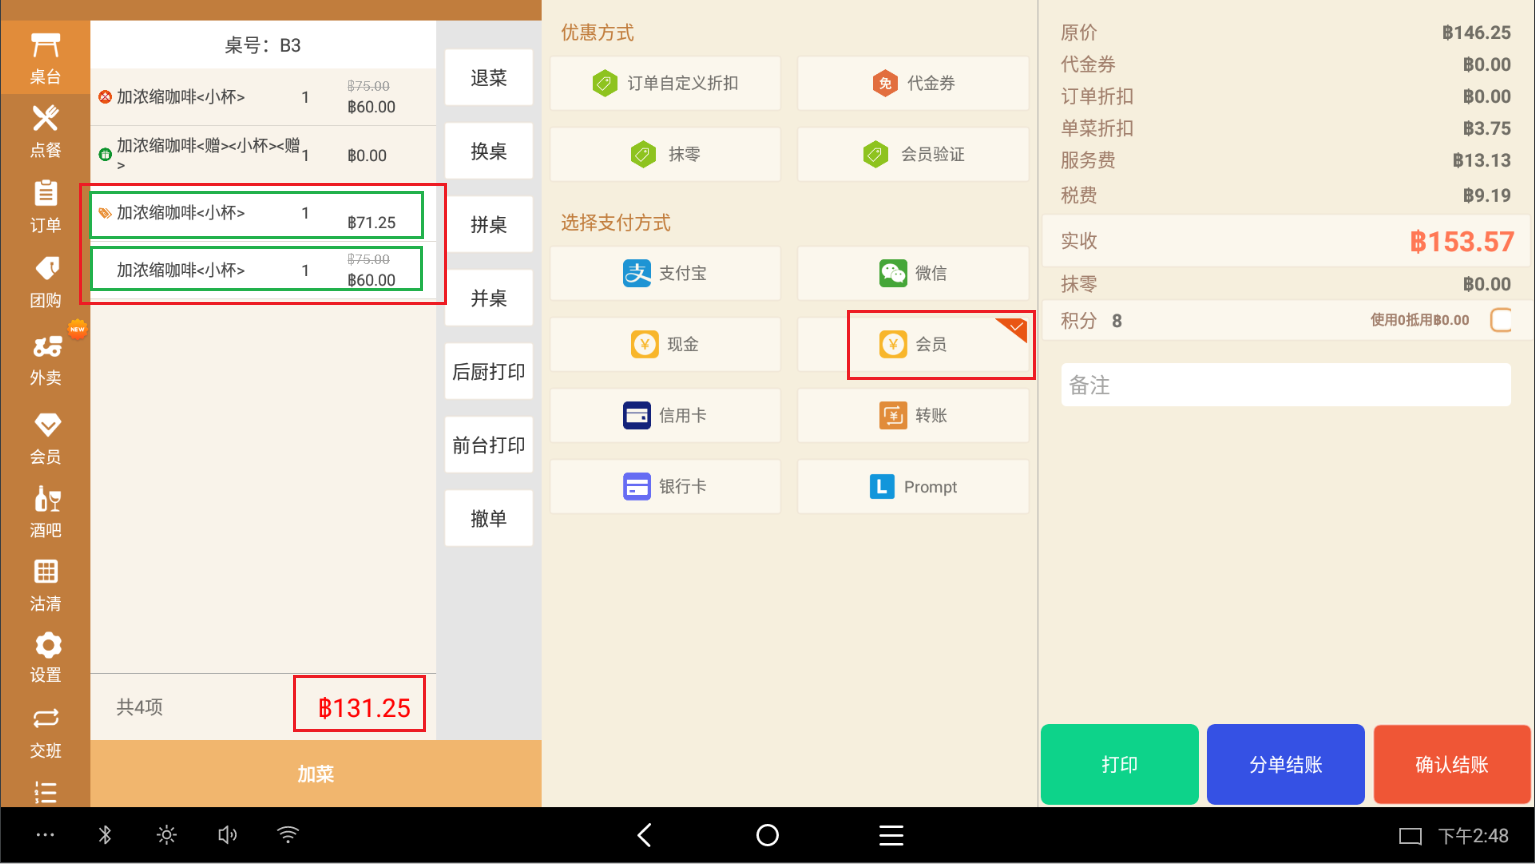 桌台
点餐
订单
团购
NEW
外卖
会员
酒吧
沽清
设置
交班
桌号：B3
加浓缩咖啡<小杯> 1 ฿75.00
฿60.00
加浓缩咖啡<赠><小杯><赠
> 1 ฿0.00
加浓缩咖啡<小杯> 1 ฿71.25
加浓缩咖啡<小杯> 1 ฿75.00
฿60.00
共4项 ฿131.25
加菜
退菜
换桌
拼桌
并桌
后厨打印
前台打印
撤单
优惠方式
订单自定义折扣
免 代金券
抹零
会员验证
选择支付方式
支 支付宝
微信
¥ 现金
¥ 会员
信用卡
¥ 转账
银行卡
L Prompt
原价 ฿146.25
代金券 ฿0.00
订单折扣 ฿0.00
单菜折扣 ฿3.75
服务费 ฿13.13
税费 ฿9.19
实收 ฿153.57
抹零 ฿0.00
积分 8 使用0抵用฿0.00
备注
打印
分单结账
确认结账
下午2:48